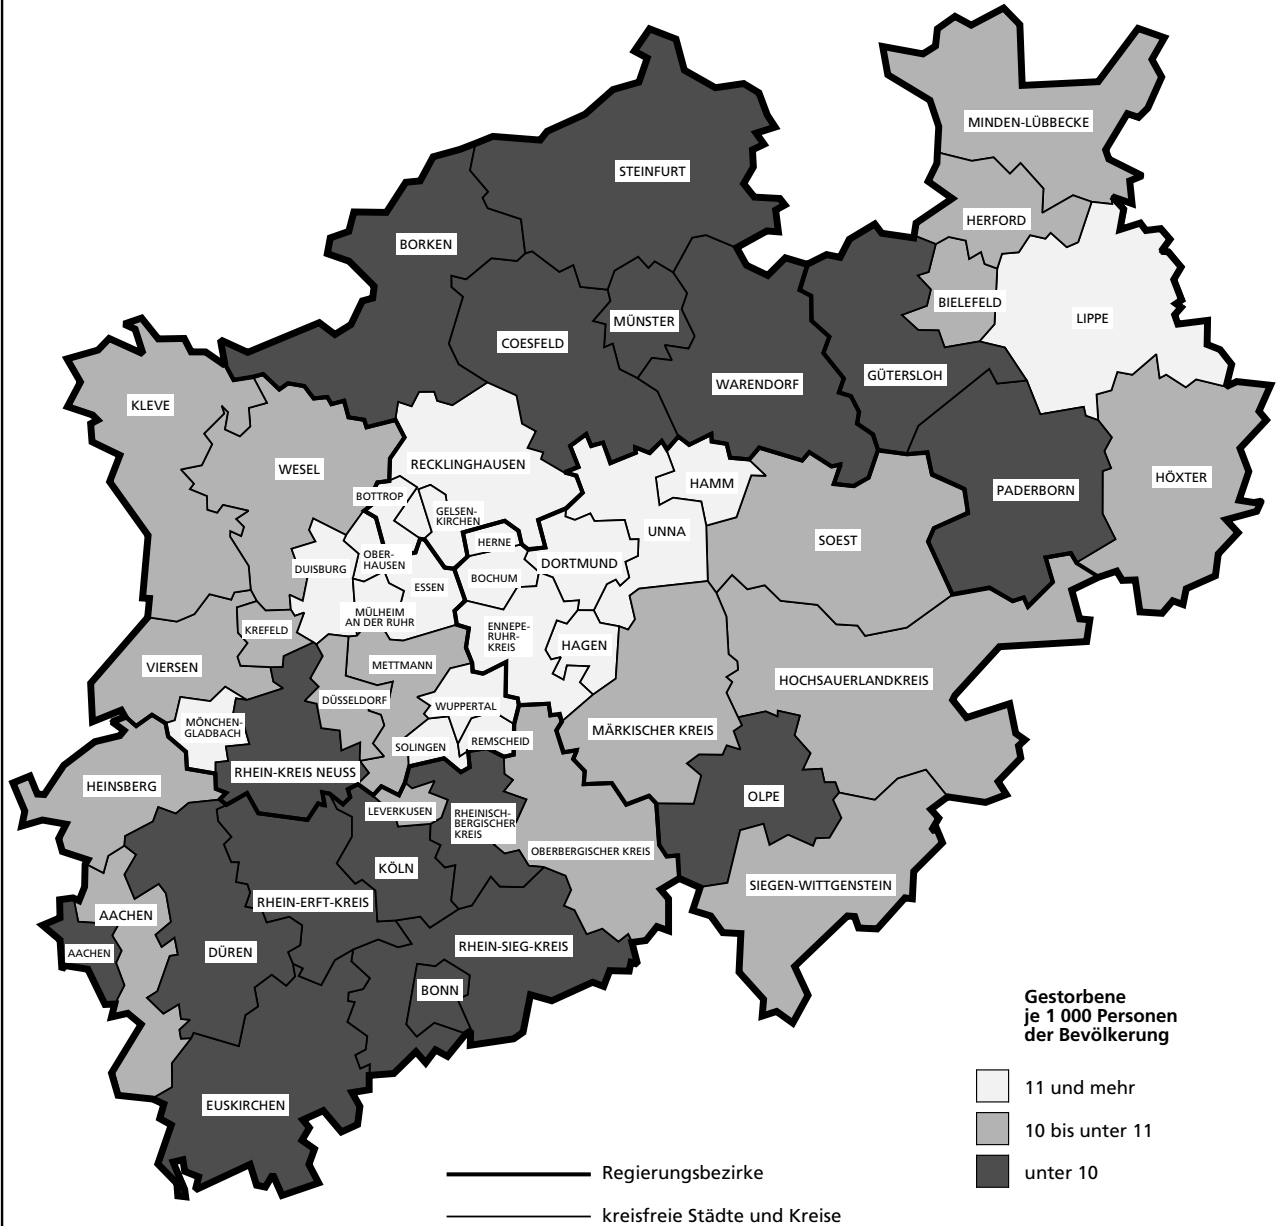 MINDEN-LÜBBECKE
STEINFURT
HERFORD
BORKEN
BIELEFELD
LIPPE
MÜNSTER
COESFELD
GÜTERSLOH
WARENDORF
KLEVE
RECKLINGHAUSEN
WESEL
HÖXTER
HAMM
PADERBORN
BOTTROP
GELSEN-
KIRCHEN
UNNA
SOEST
HERNE
OBER-
HAUSEN
DORTMUND
DUISBURG
BOCHUM
ESSEN
MÜLHEIM
AN DER RUHR
KREFELD
ENNEPE-
RUHR-
KREIS
HAGEN
VIERSEN
METTMANN
HOCHSAUERLANDKREIS
DÜSSELDORF
WUPPERTAL
MÖNCHEN-
GLADBACH
MÄRKISCHER KREIS
REMSCHEID
SOLINGEN
RHEIN-KREIS NEUSS
HEINSBERG
OLPE
LEVERKUSEN
RHEINISCH-
BERGISCHER
KREIS
OBERBERGISCHER KREIS
KÖLN
SIEGEN-WITTGENSTEIN
RHEIN-ERFT-KREIS
AACHEN
RHEIN-SIEG-KREIS
AACHEN
DÜREN
BONN
EUSKIRCHEN
Gestorbene
je 1 000 Personen
der Bevölkerung
11 und mehr
10 bis unter 11
unter 10
Regierungsbezirke
kreisfreie Städte und Kreise